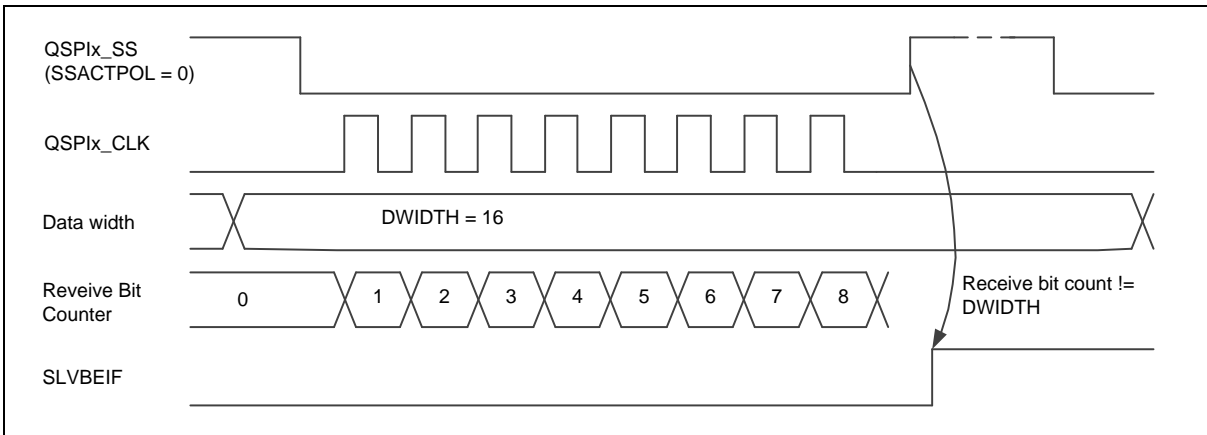 QSPIx_SS
(SSACTPOL = 0)
QSPIx_CLK
Data width
DWIDTH = 16
Reveive Bit
Counter
0
1
2
3
4
5
6
7
8
Receive bit count !=
DWIDTH
SLVBEIF